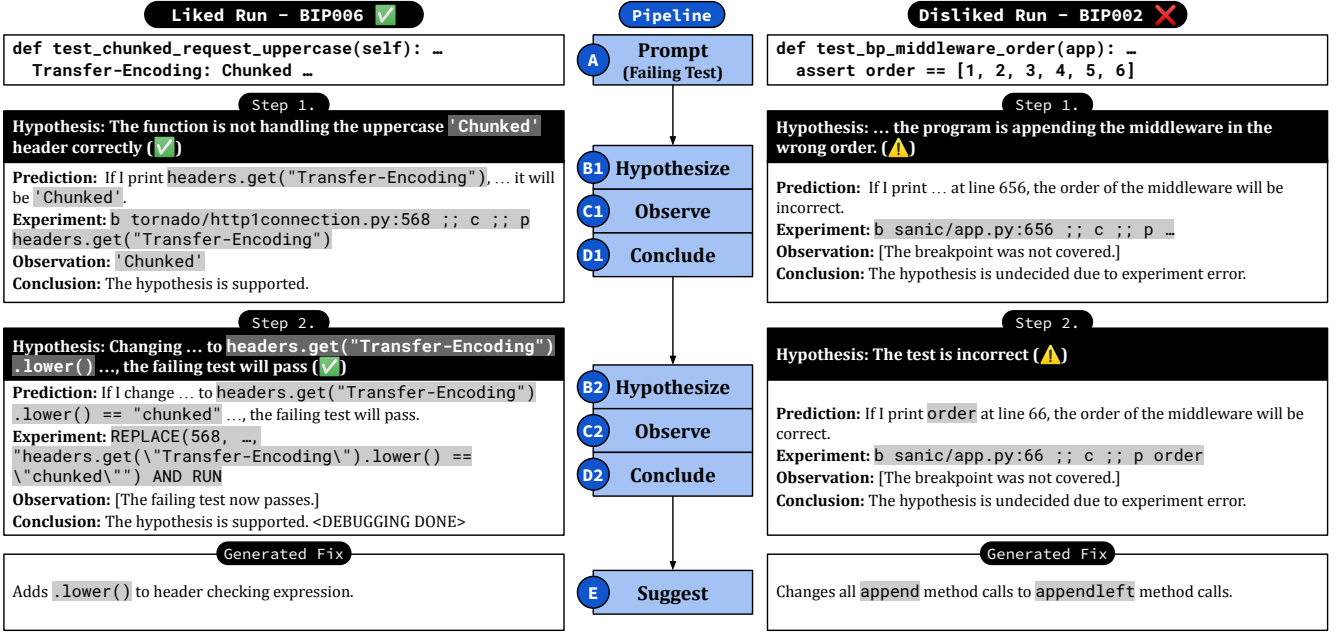 Liked Run - BIP006 ✅
def test_chunked_request_uppercase(self): …
Transfer-Encoding: Chunked …
Step 1.
Hypothesis: The function is not handling the uppercase 'Chunked'
header correctly (✅)
Prediction: If I print headers.get("Transfer-Encoding"), … it will
be 'Chunked'.
Experiment: b tornado/http1connection.py:568 ;; c ;; p
headers.get("Transfer-Encoding")
Observation: 'Chunked'
Conclusion: The hypothesis is supported.
Step 2.
Hypothesis: Changing … to headers.get("Transfer-Encoding")
.lower() …, the failing test will pass (✅)
Prediction: If I change … to headers.get("Transfer-Encoding")
.lower() == "chunked" …, the failing test will pass.
Experiment: REPLACE(568, …,
"headers.get(\"Transfer-Encoding\").lower() ==
\"chunked\"") AND RUN
Observation: [The failing test now passes.]
Conclusion: The hypothesis is supported. <DEBUGGING DONE>
Generated Fix
Adds .lower() to header checking expression.
Pipeline
A
Prompt
(Failing Test)
B1
Hypothesize
C1
Observe
D1
Conclude
B2
Hypothesize
C2
Observe
D2
Conclude
E
Suggest
Disliked Run - BIP002 ❌
def test_bp_middleware_order(app): …
assert order == [1, 2, 3, 4, 5, 6]
Step 1.
Hypothesis: … the program is appending the middleware in the
wrong order. (⚠️)
Prediction: If I print … at line 656, the order of the middleware will be
incorrect.
Experiment: b sanic/app.py:656 ;; c ;; p …
Observation: [The breakpoint was not covered.]
Conclusion: The hypothesis is undecided due to experiment error.
Step 2.
Hypothesis: The test is incorrect (⚠️)
Prediction: If I print order at line 66, the order of the middleware will be
correct.
Experiment: b sanic/app.py:66 ;; c ;; p order
Observation: [The breakpoint was not covered.]
Conclusion: The hypothesis is undecided due to experiment error.
Generated Fix
Changes all append method calls to appendleft method calls.